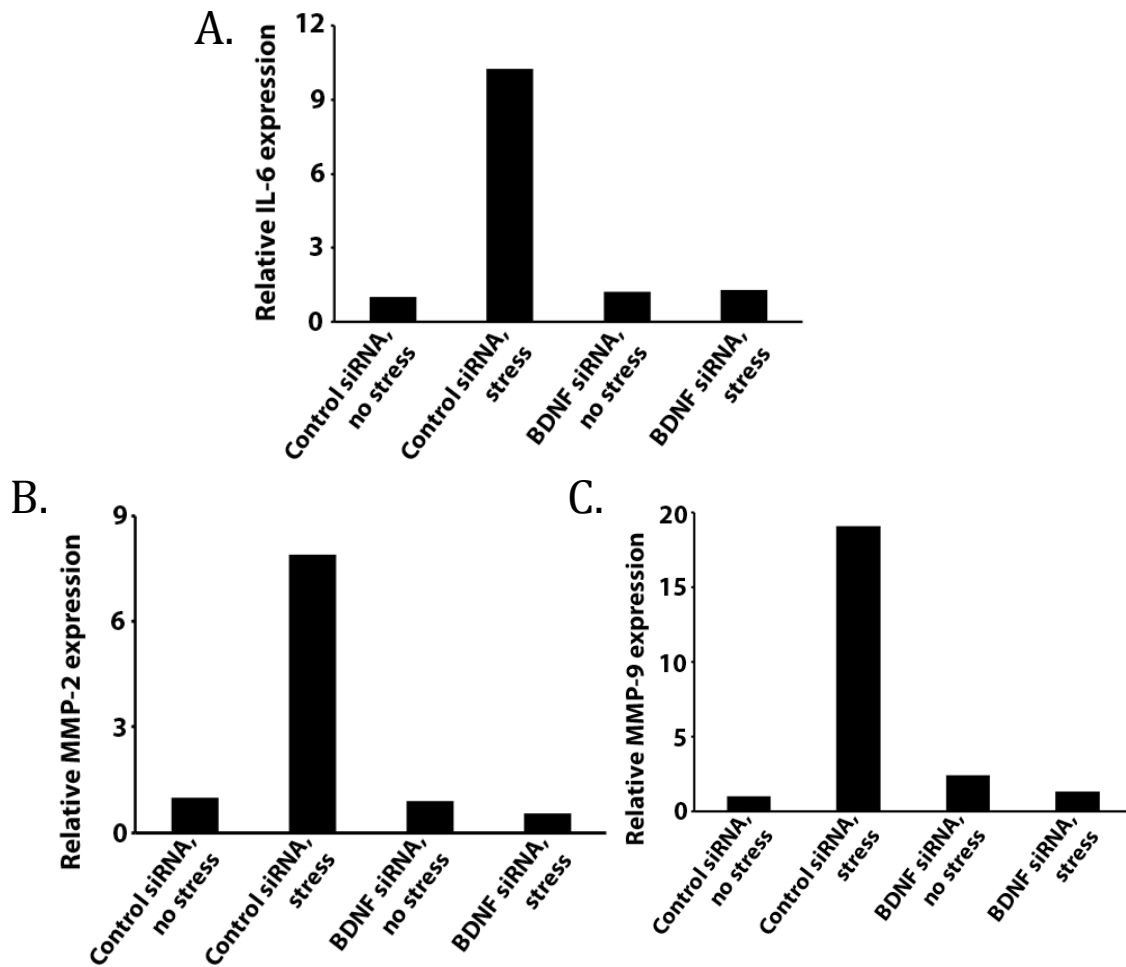 A.
Relative IL-6 expression
12
9
6
3
0
Control siRNA,
no stress
Control siRNA,
stress
BDNF siRNA,
no stress
BDNF siRNA,
stress
B.
Relative MMP-2 expression
9
6
3
0
Control siRNA,
no stress
Control siRNA,
stress
BDNF siRNA,
no stress
BDNF siRNA,
stress
C.
Relative MMP-9 expression
20
15
10
5
0
Control siRNA,
no stress
Control siRNA,
stress
BDNF siRNA,
no stress
BDNF siRNA,
stress